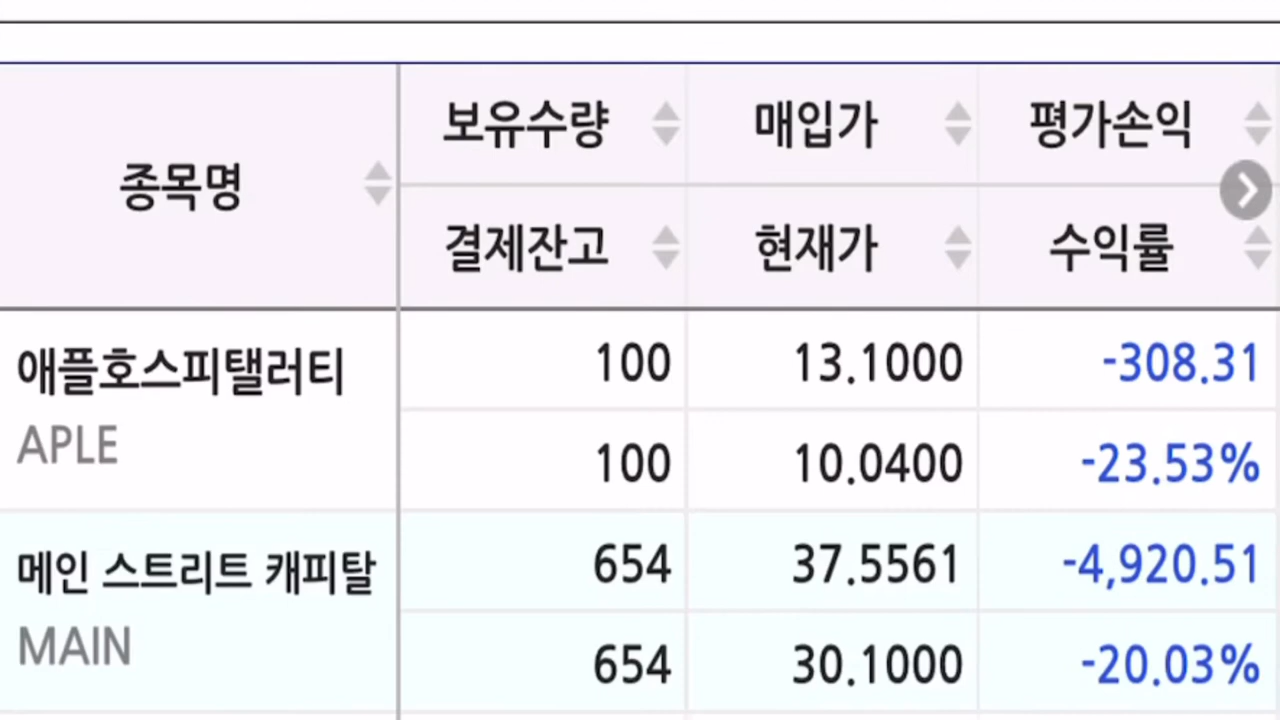 종목명
보유수량 매입가 평가손익
결제잔고 현재가 수익률
애플호스피탤러티 100 13.1000 -308.31
APLE 100 10.0400 -23.53%
메인 스트리트 캐피탈 654 37.5561 -4,920.51
MAIN 654 30.1000 -20.03%